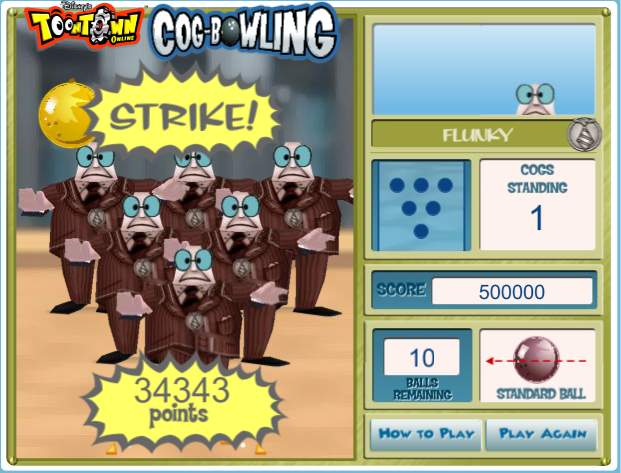 Disney's
TOONTOWN
ONLINE
COG-BOWLING
STRIKE!
34343
points
FLUNKY
COGS
STANDING
1
SCORE 500000
10
BALLS
REMAINING
STANDARD BALL
HOW TO PLAY
PLAY AGAIN